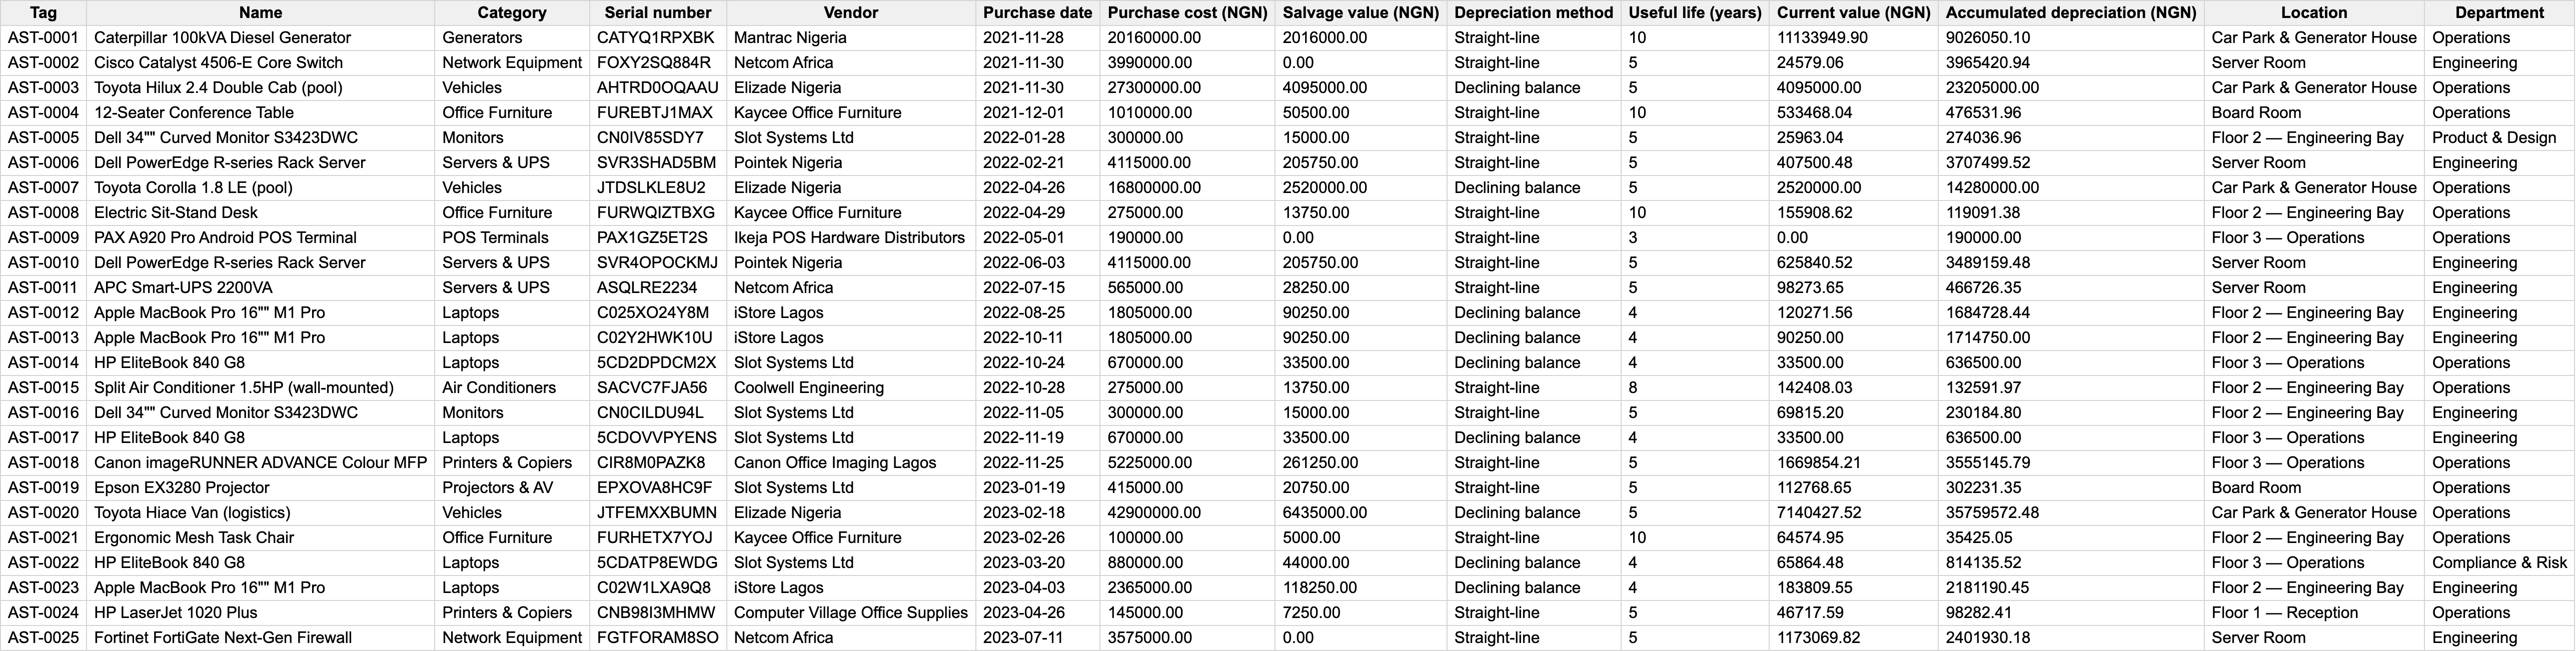 Tag Name Category Serial number Vendor Purchase date Purchase cost (NGN) Salvage value (NGN) Depreciation method Useful life (years) Current value (NGN) Accumulated depreciation (NGN) Location Department
AST-0001 Caterpillar 100kVA Diesel Generator Generators CATYQ1RPXBK Mantrac Nigeria 2021-11-28 20160000.00 2016000.00 Straight-line 10 11133949.90 9026050.10 Car Park & Generator House Operations
AST-0002 Cisco Catalyst 4506-E Core Switch Network Equipment FOXY2SQ884R Netcom Africa 2021-11-30 3990000.00 0.00 Straight-line 5 24579.06 3965420.94 Server Room Engineering
AST-0003 Toyota Hilux 2.4 Double Cab (pool) Vehicles AHTRD0OQAAU Elizade Nigeria 2021-11-30 27300000.00 4095000.00 Declining balance 5 4095000.00 23205000.00 Car Park & Generator House Operations
AST-0004 12-Seater Conference Table Office Furniture FUREBTJ1MAX Kaycee Office Furniture 2021-12-01 1010000.00 50500.00 Straight-line 10 533468.04 476531.96 Board Room Operations
AST-0005 Dell 34"" Curved Monitor S3423DWC Monitors CN0IV85SDY7 Slot Systems Ltd 2022-01-28 300000.00 15000.00 Straight-line 5 25963.04 274036.96 Floor 2 — Engineering Bay Product & Design
AST-0006 Dell PowerEdge R-series Rack Server Servers & UPS SVR3SHAD5BM Pointek Nigeria 2022-02-21 4115000.00 205750.00 Straight-line 5 407500.48 3707499.52 Server Room Engineering
AST-0007 Toyota Corolla 1.8 LE (pool) Vehicles JTDSLKLE8U2 Elizade Nigeria 2022-04-26 16800000.00 2520000.00 Declining balance 5 2520000.00 14280000.00 Car Park & Generator House Operations
AST-0008 Electric Sit-Stand Desk Office Furniture FURWQIZTBXG Kaycee Office Furniture 2022-04-29 275000.00 13750.00 Straight-line 10 155908.62 119091.38 Floor 2 — Engineering Bay Operations
AST-0009 PAX A920 Pro Android POS Terminal POS Terminals PAX1GZ5ET2S Ikeja POS Hardware Distributors 2022-05-01 190000.00 0.00 Straight-line 3 0.00 190000.00 Floor 3 — Operations Operations
AST-0010 Dell PowerEdge R-series Rack Server Servers & UPS SVR4OPOCKMJ Pointek Nigeria 2022-06-03 4115000.00 205750.00 Straight-line 5 625840.52 3489159.48 Server Room Engineering
AST-0011 APC Smart-UPS 2200VA Servers & UPS ASQLRE2234 Netcom Africa 2022-07-15 565000.00 28250.00 Straight-line 5 98273.65 466726.35 Server Room Engineering
AST-0012 Apple MacBook Pro 16"" M1 Pro Laptops C025XO24Y8M iStore Lagos 2022-08-25 1805000.00 90250.00 Declining balance 4 120271.56 1684728.44 Floor 2 — Engineering Bay Engineering
AST-0013 Apple MacBook Pro 16"" M1 Pro Laptops C02Y2HWK10U iStore Lagos 2022-10-11 1805000.00 90250.00 Declining balance 4 90250.00 1714750.00 Floor 2 — Engineering Bay Engineering
AST-0014 HP EliteBook 840 G8 Laptops 5CD2DPDCM2X Slot Systems Ltd 2022-10-24 670000.00 33500.00 Declining balance 4 33500.00 636500.00 Floor 3 — Operations Operations
AST-0015 Split Air Conditioner 1.5HP (wall-mounted) Air Conditioners SACVC7FJA56 Coolwell Engineering 2022-10-28 275000.00 13750.00 Straight-line 8 142408.03 132591.97 Floor 2 — Engineering Bay Operations
AST-0016 Dell 34"" Curved Monitor S3423DWC Monitors CN0CILDU94L Slot Systems Ltd 2022-11-05 300000.00 15000.00 Straight-line 5 69815.20 230184.80 Floor 2 — Engineering Bay Engineering
AST-0017 HP EliteBook 840 G8 Laptops 5CDOVVPYENS Slot Systems Ltd 2022-11-19 670000.00 33500.00 Declining balance 4 33500.00 636500.00 Floor 3 — Operations Engineering
AST-0018 Canon imageRUNNER ADVANCE Colour MFP Printers & Copiers CIR8M0PAZK8 Canon Office Imaging Lagos 2022-11-25 5225000.00 261250.00 Straight-line 5 1669854.21 3555145.79 Floor 3 — Operations Operations
AST-0019 Epson EX3280 Projector Projectors & AV EPXOVA8HC9F Slot Systems Ltd 2023-01-19 415000.00 20750.00 Straight-line 5 112768.65 302231.35 Board Room Operations
AST-0020 Toyota Hiace Van (logistics) Vehicles JTFEMXXBUMN Elizade Nigeria 2023-02-18 42900000.00 6435000.00 Declining balance 5 7140427.52 35759572.48 Car Park & Generator House Operations
AST-0021 Ergonomic Mesh Task Chair Office Furniture FURHETX7YOJ Kaycee Office Furniture 2023-02-26 100000.00 5000.00 Straight-line 10 64574.95 35425.05 Floor 2 — Engineering Bay Operations
AST-0022 HP EliteBook 840 G8 Laptops 5CDATP8EWDG Slot Systems Ltd 2023-03-20 880000.00 44000.00 Declining balance 4 65864.48 814135.52 Floor 3 — Operations Compliance & Risk
AST-0023 Apple MacBook Pro 16"" M1 Pro Laptops C02W1LXA9Q8 iStore Lagos 2023-04-03 2365000.00 118250.00 Declining balance 4 183809.55 2181190.45 Floor 2 — Engineering Bay Engineering
AST-0024 HP LaserJet 1020 Plus Printers & Copiers CNB98I3MHMW Computer Village Office Supplies 2023-04-26 145000.00 7250.00 Straight-line 5 46717.59 98282.41 Floor 1 — Reception Operations
AST-0025 Fortinet FortiGate Next-Gen Firewall Network Equipment FGTFORAM8SO Netcom Africa 2023-07-11 3575000.00 0.00 Straight-line 5 1173069.82 2401930.18 Server Room Engineering